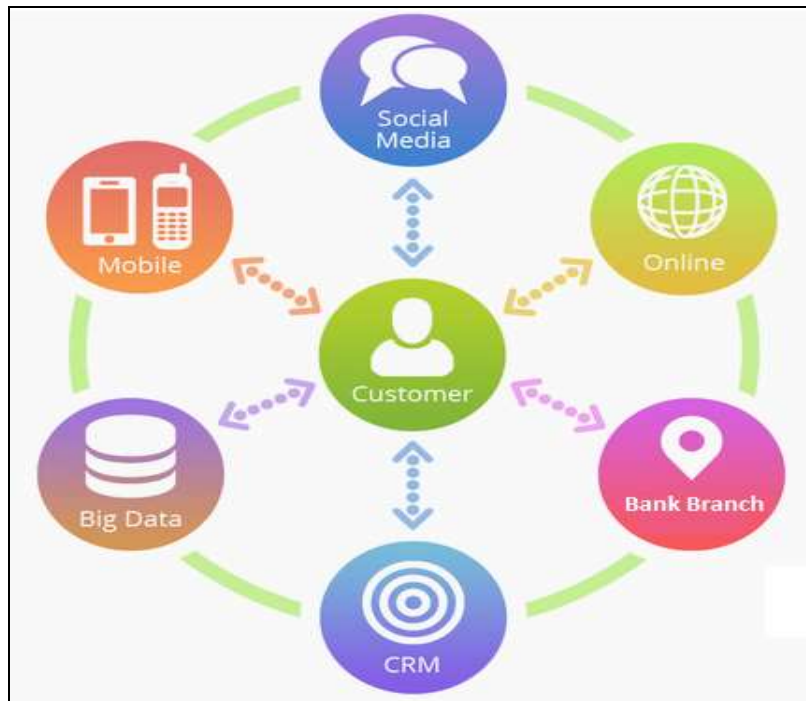 Social
Media
Mobile
Online
Customer
Big Data
Bank Branch
CRM